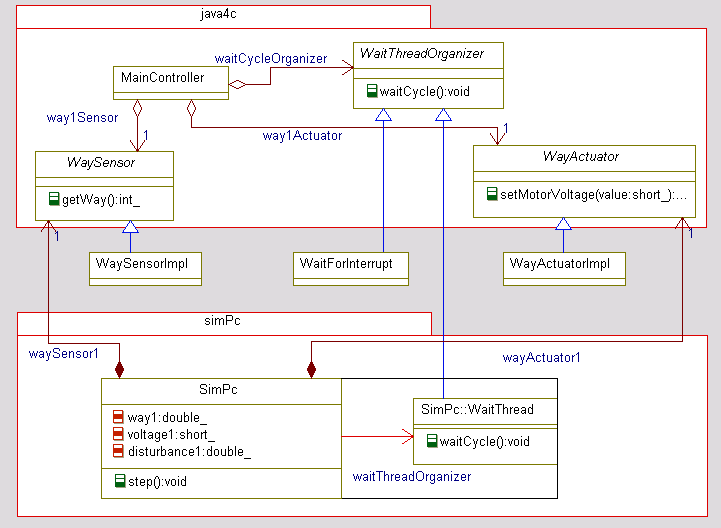 java4c
waitCycleOrganizer
WaitThreadOrganizer
MainController
waitCycle():void
way1Sensor
1
way1Actuator
1
WaySensor
WayActuator
getWay():int_
setMotorVoltage(value:short_):...
1
1
WaySensorImpl
WaitForInterrupt
WayActuatorImpl
simPc
waySensor1
wayActuator1
SimPc
SimPc::WaitThread
way1:double_
voltage1:short_
waitCycle():void
disturbance1:double_
waitThreadOrganizer
step():void